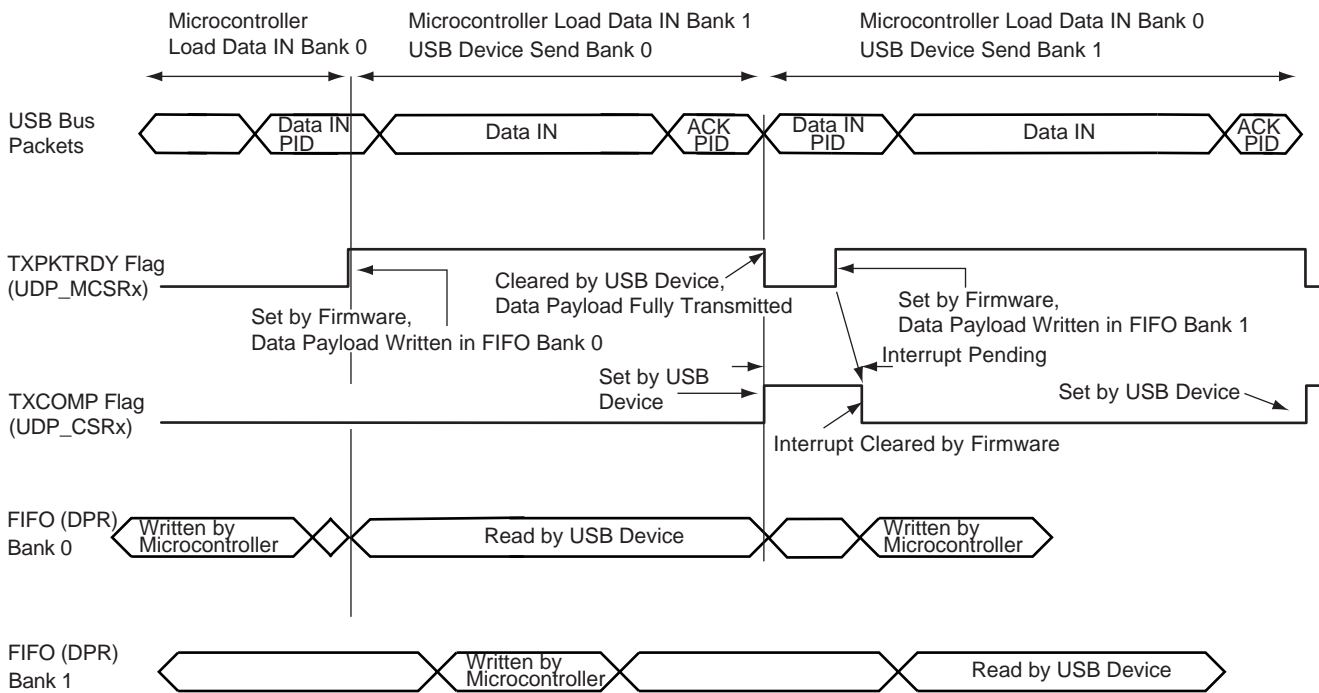 Microcontroller
Load Data IN Bank 0
Microcontroller Load Data IN Bank 1
USB Device Send Bank 0
Microcontroller Load Data IN Bank 0
USB Device Send Bank 1
USB Bus
Packets
Data IN
PID
Data IN
ACK
PID
Data IN
PID
Data IN
ACK
PID
TXPKTRDY Flag
(UDP_MCSRx)
Set by Firmware,
Data Payload Written in FIFO Bank 0
Cleared by USB Device,
Data Payload Fully Transmitted
Set by Firmware,
Data Payload Written in FIFO Bank 1
Interrupt Pending
Set by USB
Device
Set by USB Device
TXCOMP Flag
(UDP_CSRx)
Interrupt Cleared by Firmware
FIFO (DPR)
Bank 0
Written by
Microcontroller
Read by USB Device
Written by
Microcontroller
FIFO (DPR)
Bank 1
Written by
Microcontroller
Read by USB Device